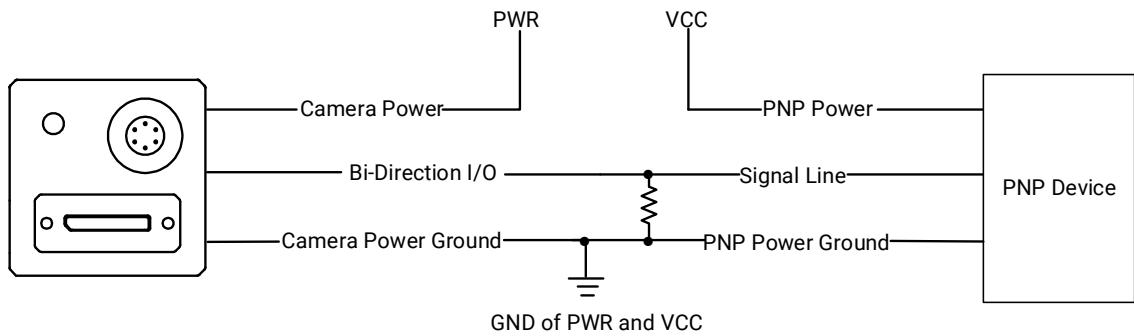 PWR
VCC
Camera Power
PNP Power
Bi-Direction I/O
Signal Line
PNP Device
Camera Power Ground
PNP Power Ground
GND of PWR and VCC